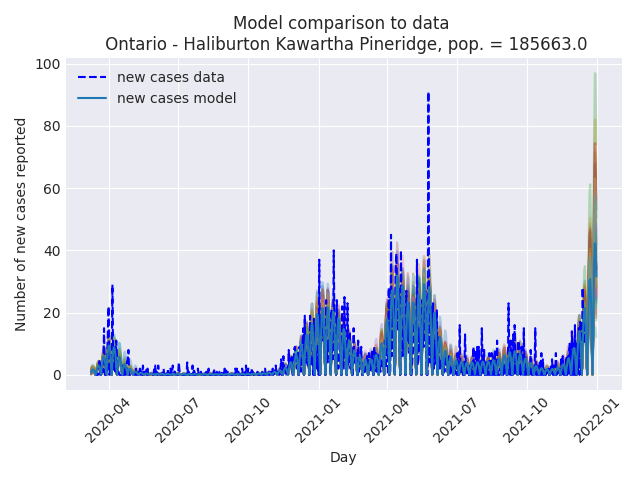 Model comparison to data
Ontario - Haliburton Kawartha Pineridge, pop. = 185663.0
new cases data
new cases model
100
80
60
40
20
0
Number of new cases reported
2020-04
2020-07
2020-10
2021-01
2021-04
2021-07
2021-10
2022-01
Day